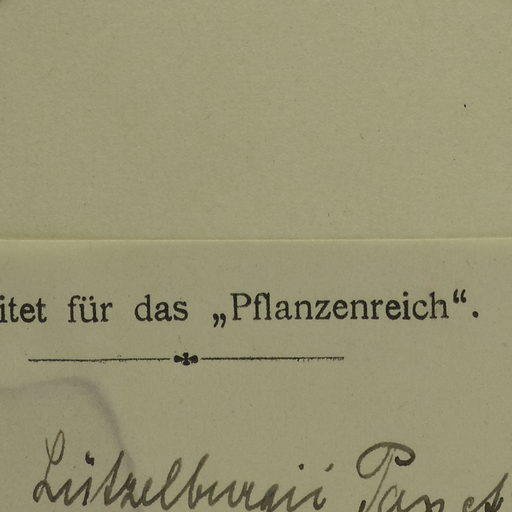 itet für das „Pflanzenreich“.
Lützelburgii